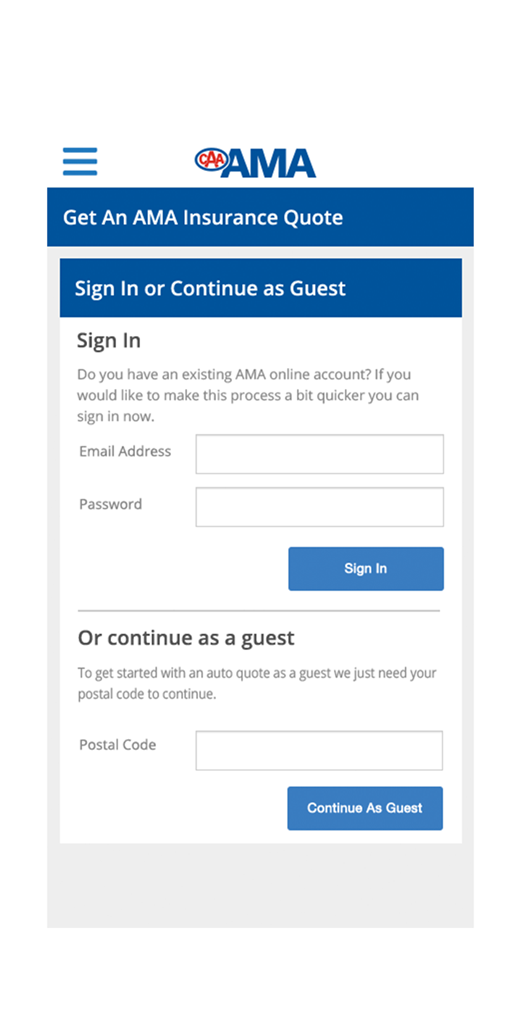 CAA AMA
Get An AMA Insurance Quote
Sign In or Continue as Guest
Sign In
Do you have an existing AMA online account? If you
would like to make this process a bit quicker you can
sign in now.
Email Address
Password
Sign In
Or continue as a guest
To get started with an auto quote as a guest we just need your
postal code to continue.
Postal Code
Continue As Guest